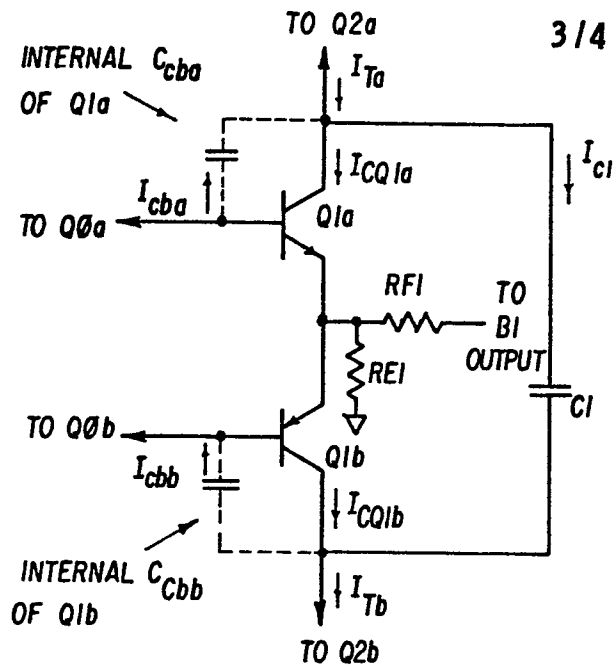 TO Q2a
3/4
INTERNAL Ccba
OF Q1a
ITa
ICQ1a
IC1
Icba
Q1a
TO QØa
RF1
TO
B1
OUTPUT
RE1
C1
TO QØb
Q1b
Icbb
ICQ1b
INTERNAL CCbb
OF Q1b
ITb
TO Q2b